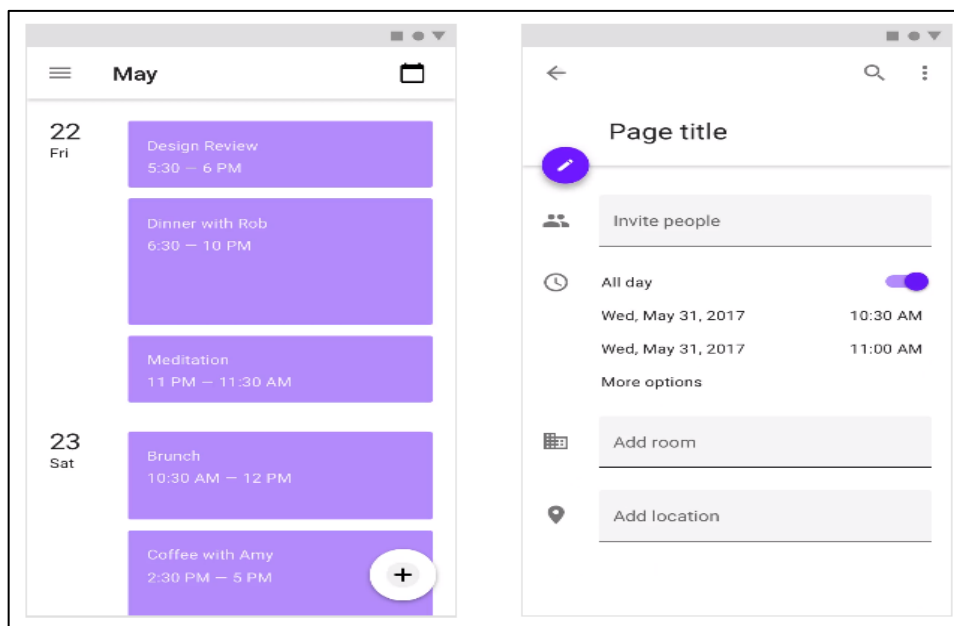 May
22
Fri
Design Review
5:30 — 6 PM
Dinner with Rob
6:30 — 10 PM
Meditation
11 PM — 11:30 AM
23
Sat
Brunch
10:30 AM — 12 PM
Coffee with Amy
2:30 PM — 5 PM
Page title
Invite people
All day
Wed, May 31, 2017 10:30 AM
Wed, May 31, 2017 11:00 AM
More options
Add room
Add location